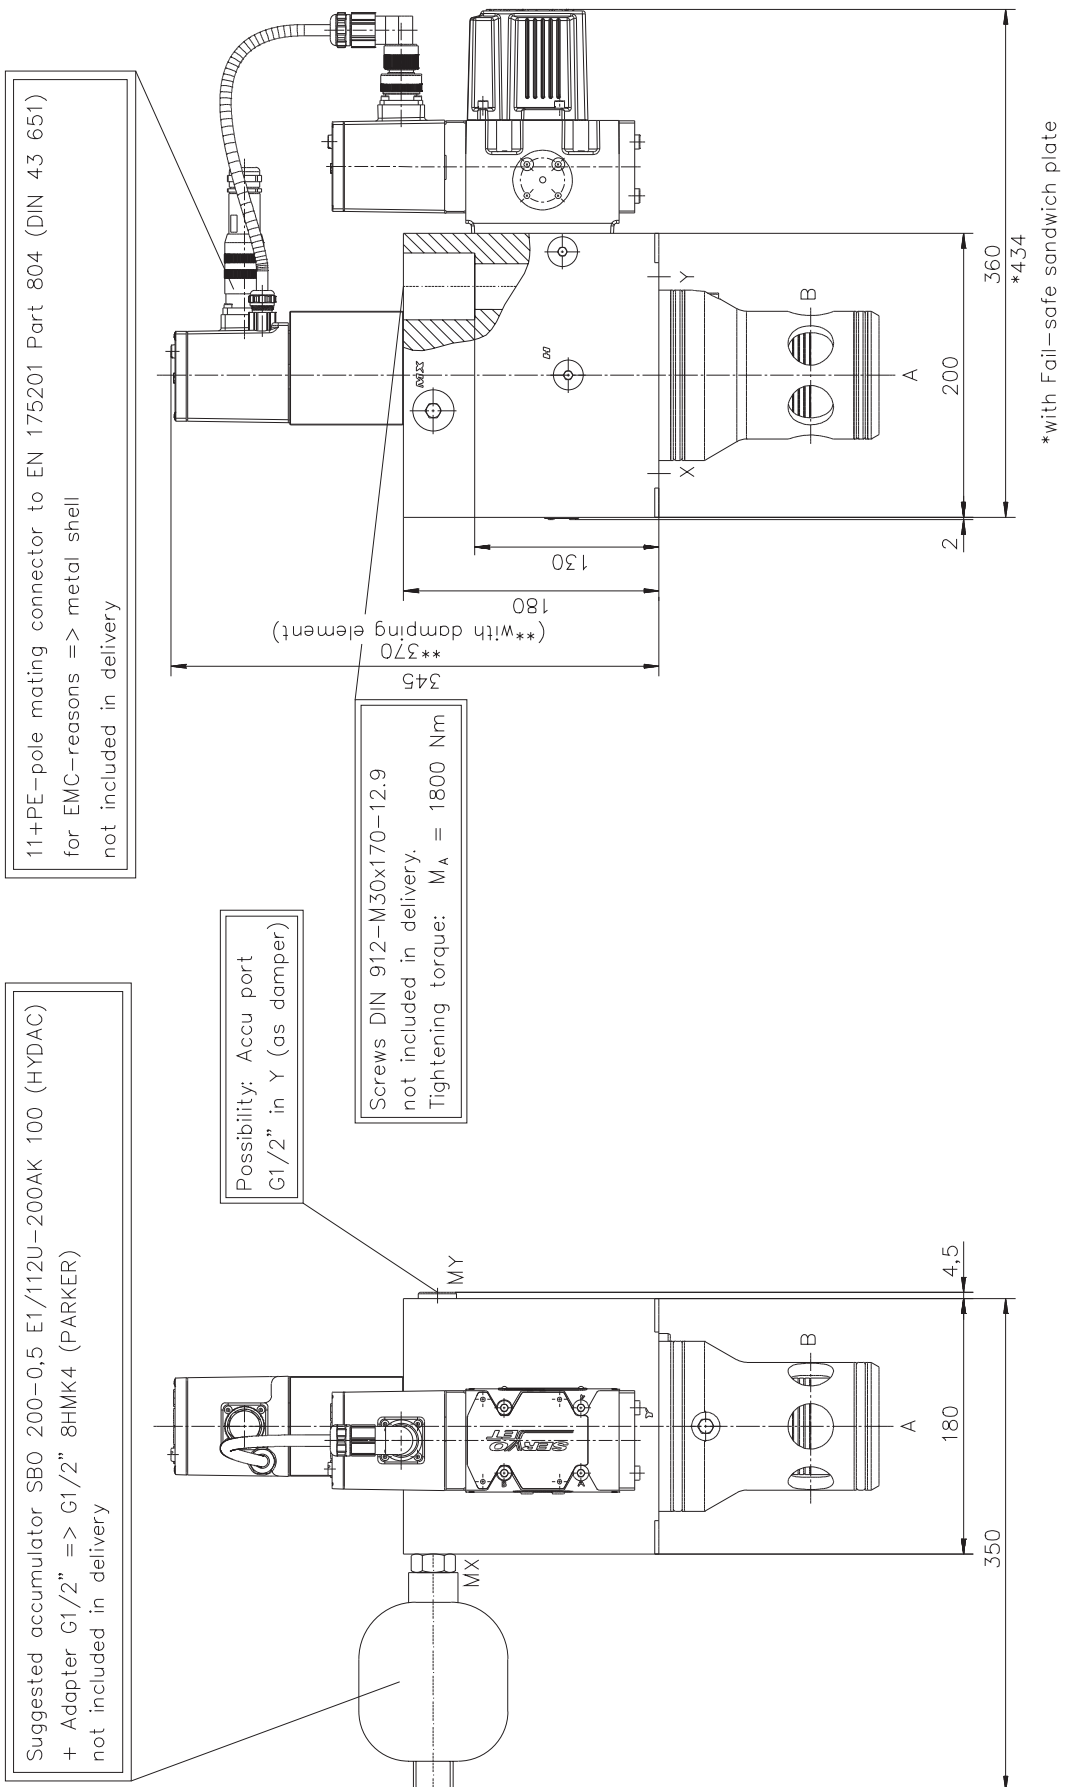 Suggested accumulator SBO 200-0,5 E1/112U-200AK 100 (HYDAC)
+ Adapter G1/2" => G1/2" 8HMK4 (PARKER)
not included in delivery
11+PE-pole mating connector to EN 175201 Part 804 (DIN 43 651)
for EMC-reasons => metal shell
not included in delivery
Possibility: Accu port
G1/2" in Y (as damper)
Screws DIN 912-M30x170-12.9
not included in delivery.
Tightening torque: MA = 1800 Nm
MX
MY
SERVO
JET
B
A
Y
B
A
180
4,5
350
345
**370
(**with damping element)
180
130
MX
H
X
Y
B
A
2
200
360
*434
*with Fail-safe sandwich plate